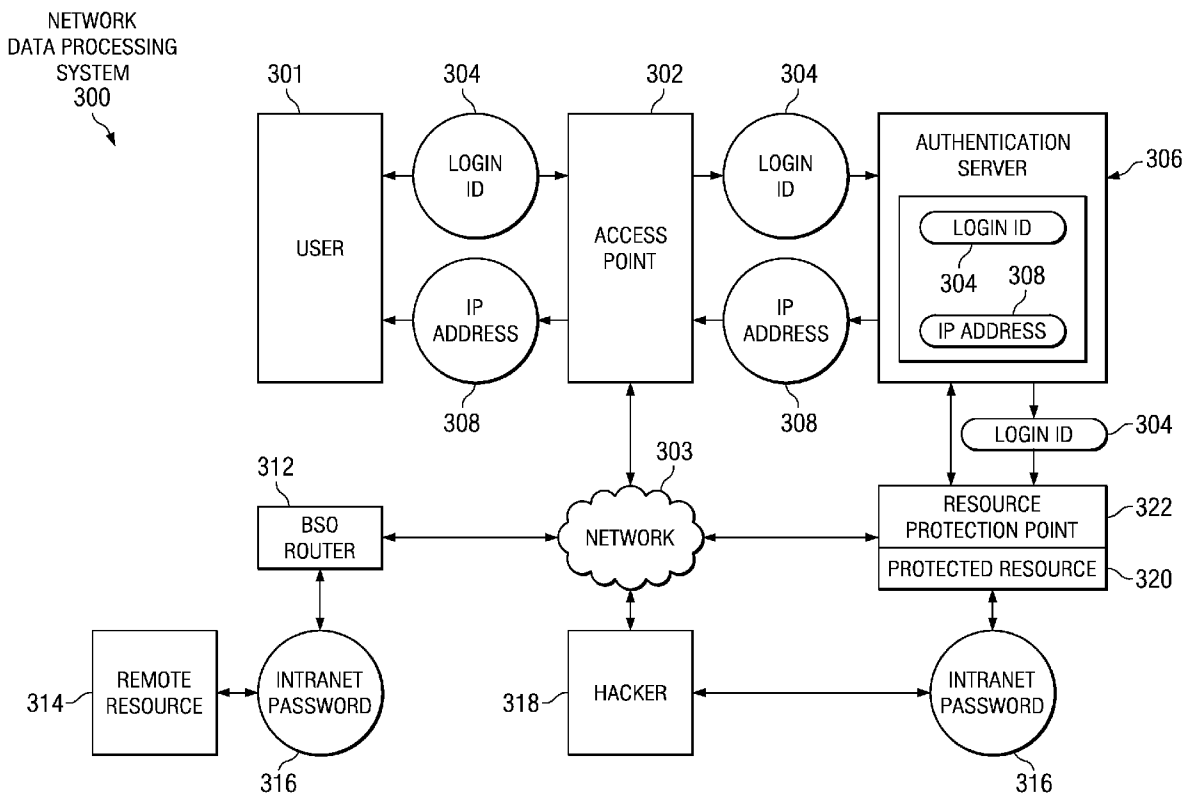 NETWORK
DATA PROCESSING
SYSTEM
300
301
304
302
304
LOGIN
ID
LOGIN
ID
AUTHENTICATION
SERVER
306
USER
ACCESS
POINT
LOGIN ID
304
308
IP ADDRESS
IP
ADDRESS
IP
ADDRESS
308
308
LOGIN ID
304
312
303
BSO
ROUTER
NETWORK
RESOURCE
PROTECTION POINT
322
PROTECTED RESOURCE
320
314
REMOTE
RESOURCE
INTRANET
PASSWORD
318
HACKER
INTRANET
PASSWORD
316
316